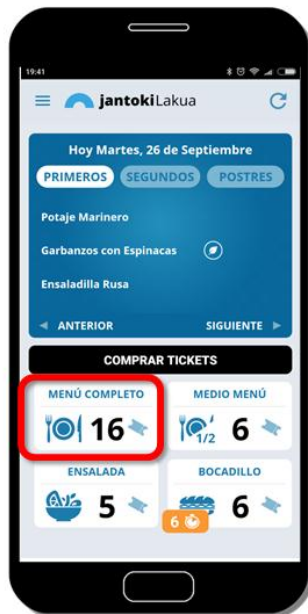 19:41
jantokiLakua
Hoy Martes, 26 de Septiembre
PRIMEROS SEGUNDOS POSTRES
Potaje Marinero
Garbanzos con Espinacas
Ensaladilla Rusa
ANTERIOR SIGUIENTE
COMPRAR TICKETS
MENÚ COMPLETO MEDIO MENÚ
16 1/2 6
ENSALADA BOCADILLO
5 6
6